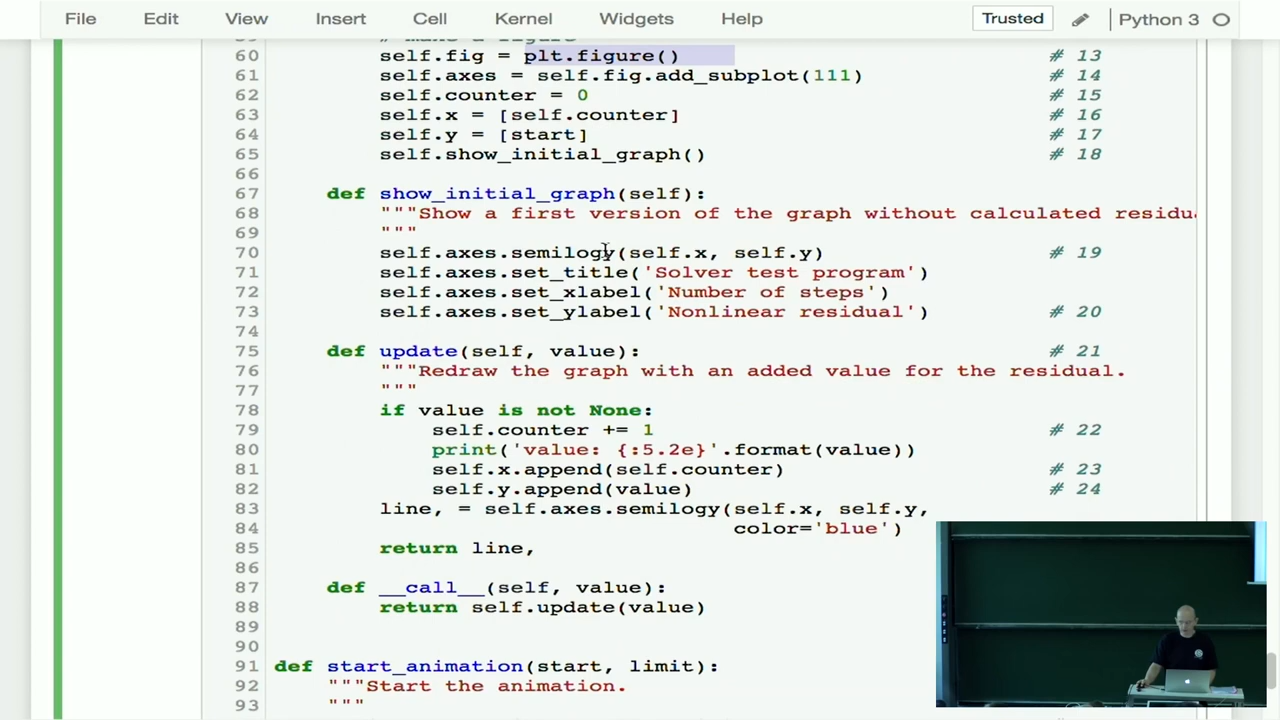 File Edit View Insert Cell Kernel Widgets Help Trusted Python 3
# make a figure
60 self.fig = plt.figure() # 13
61 self.axes = self.fig.add_subplot(111) # 14
62 self.counter = 0 # 15
63 self.x = [self.counter] # 16
64 self.y = [start] # 17
65 self.show_initial_graph() # 18
66
67 def show_initial_graph(self):
68 """Show a first version of the graph without calculated residu
69 """
70 self.axes.semilogy(self.x, self.y) # 19
71 self.axes.set_title('Solver test program')
72 self.axes.set_xlabel('Number of steps')
73 self.axes.set_ylabel('Nonlinear residual') # 20
74
75 def update(self, value): # 21
76 """Redraw the graph with an added value for the residual.
77 """
78 if value is not None:
79 self.counter += 1 # 22
80 print('value: {:5.2e}'.format(value))
81 self.x.append(self.counter) # 23
82 self.y.append(value) # 24
83 line, = self.axes.semilogy(self.x, self.y,
84 color='blue')
85 return line,
86
87 def __call__(self, value):
88 return self.update(value)
89
90
91 def start_animation(start, limit):
92 """Start the animation.
93 """